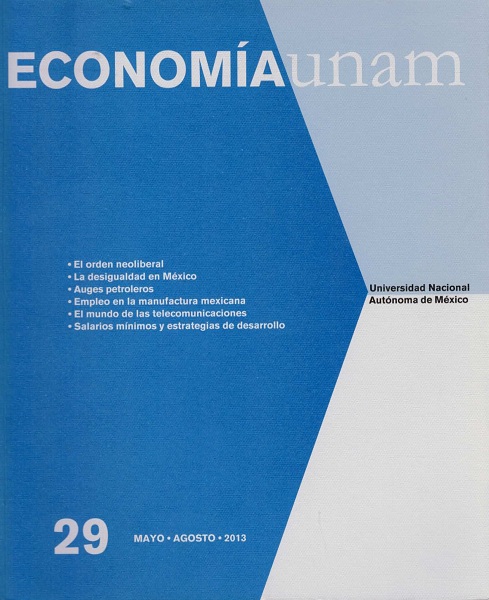 ECONOMÍAunam
• El orden neoliberal
• La desigualdad en México
• Auges petroleros
• Empleo en la manufactura mexicana
• El mundo de las telecomunicaciones
• Salarios mínimos y estrategias de desarrollo
Universidad Nacional
Autónoma de México
29 MAYO • AGOSTO • 2013